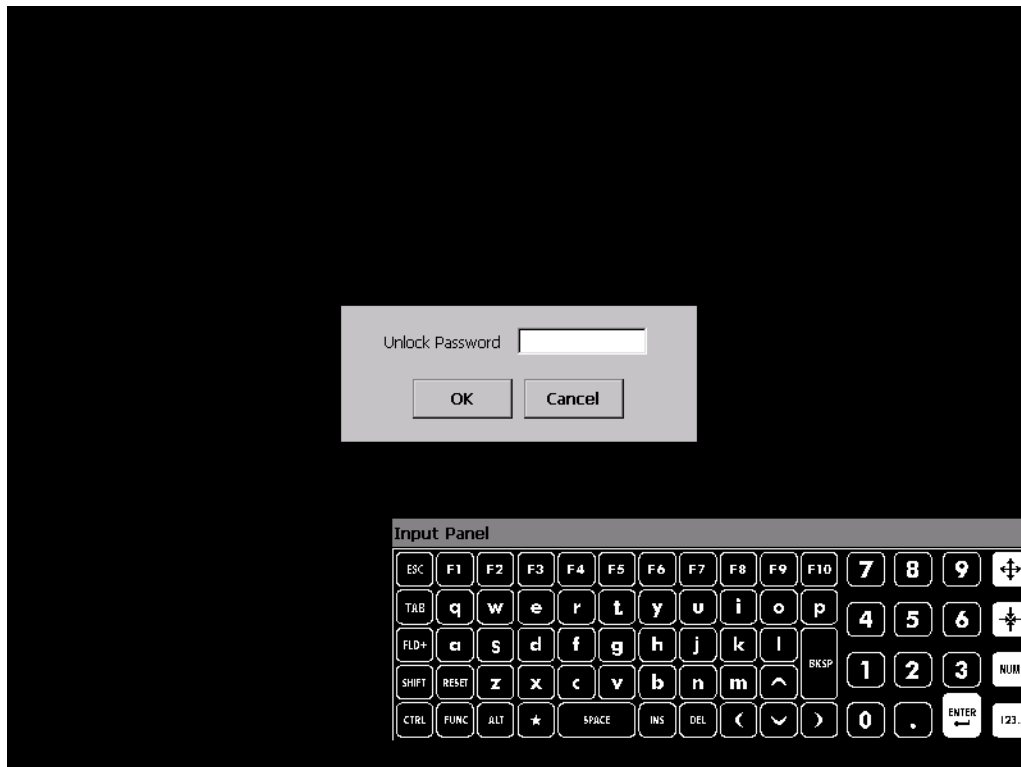 Unlock Password
OK Cancel
Input Panel
ESC F1 F2 F3 F4 F5 F6 F7 F8 F9 F10 7 8 9
TAB q w e r t y u i o p 4 5 6
FLD+ a s d f g h j k l BKSP
SHIFT RESET z x c v b n m ^ 1 2 3 NUM
CTRL FUNC ALT * SPACE INS DEL 0 . ENTER 123.